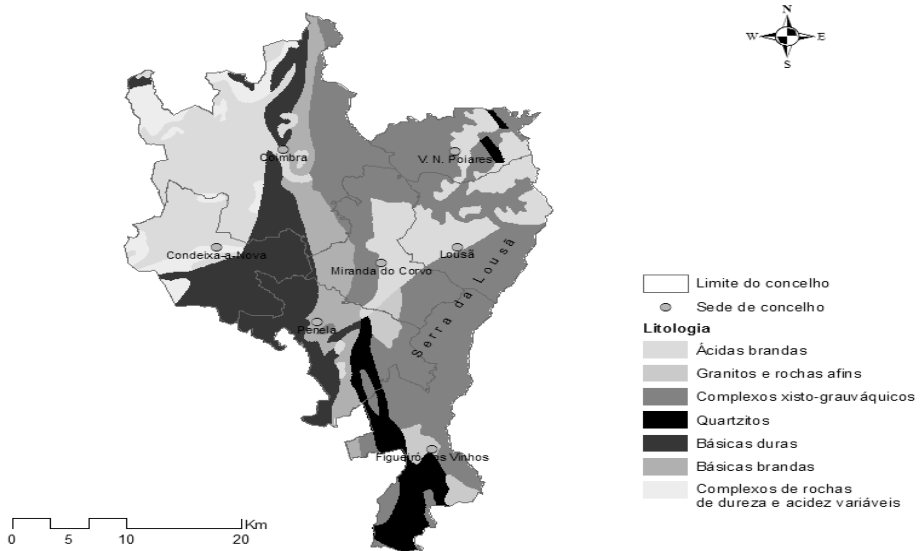 N
W E
S
Coimbra
V. N. Poiares
Condeixa-a-Nova
Miranda do Corvo
Lousã
Serra da Lousã
Penela
Figueiró dos Vinhos
Limite do concelho
Sede de concelho
Litologia
Ácidas brandas
Granitos e rochas afins
Complexos xisto-grauváquicos
Quartzitos
Básicas duras
Básicas brandas
Complexos de rochas
de dureza e acidez variáveis
Km
0 5 10 20